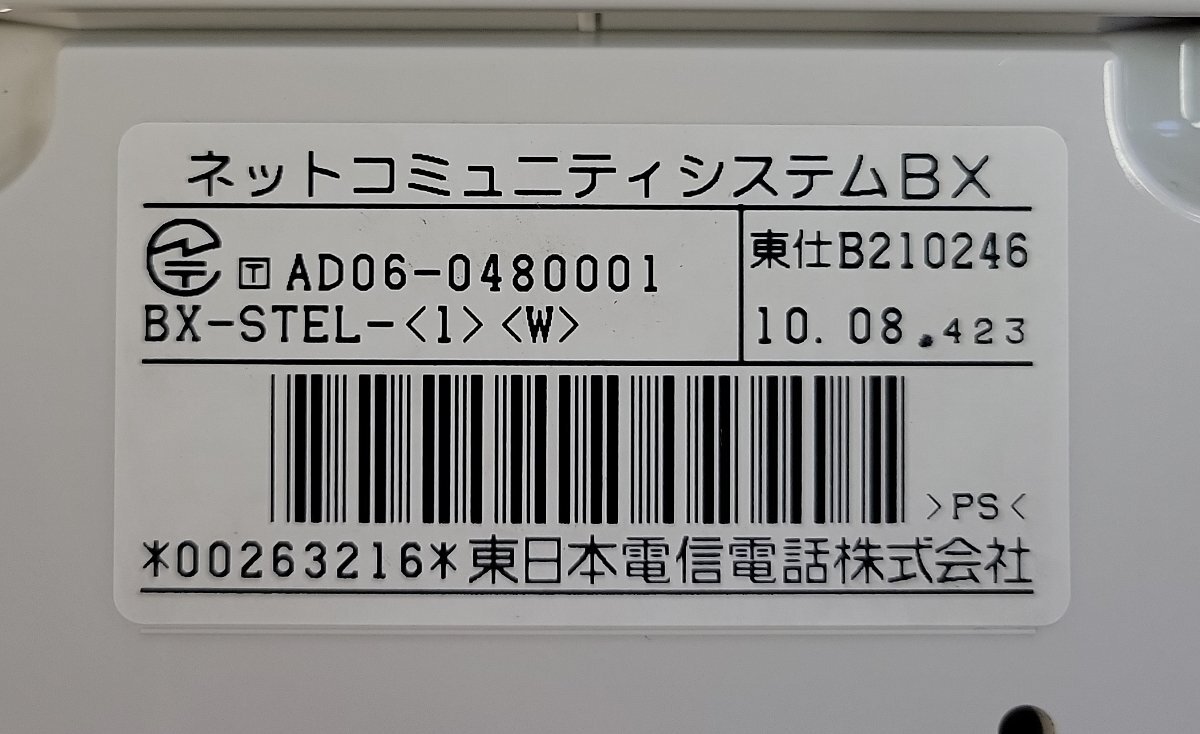 ネットコミュニティシステムBX
T AD06-0480001
BX-STEL-<1><W>
東仕B210246
10. 08 .423
>PS<
*00263216*東日本電信電話株式会社